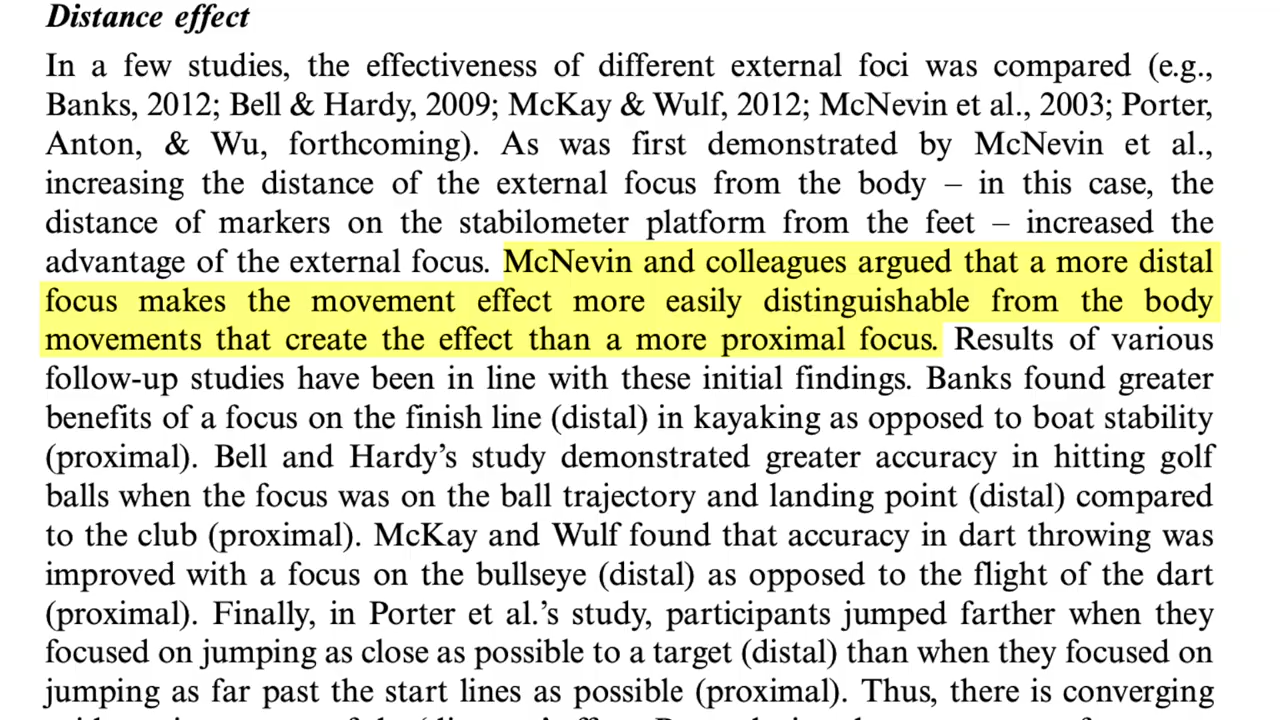 Distance effect
In a few studies, the effectiveness of different external foci was compared (e.g.,
Banks, 2012; Bell & Hardy, 2009; McKay & Wulf, 2012; McNevin et al., 2003; Porter,
Anton, & Wu, forthcoming). As was first demonstrated by McNevin et al.,
increasing the distance of the external focus from the body – in this case, the
distance of markers on the stabilometer platform from the feet – increased the
advantage of the external focus. McNevin and colleagues argued that a more distal
focus makes the movement effect more easily distinguishable from the body
movements that create the effect than a more proximal focus. Results of various
follow-up studies have been in line with these initial findings. Banks found greater
benefits of a focus on the finish line (distal) in kayaking as opposed to boat stability
(proximal). Bell and Hardy’s study demonstrated greater accuracy in hitting golf
balls when the focus was on the ball trajectory and landing point (distal) compared
to the club (proximal). McKay and Wulf found that accuracy in dart throwing was
improved with a focus on the bullseye (distal) as opposed to the flight of the dart
(proximal). Finally, in Porter et al.’s study, participants jumped farther when they
focused on jumping as close as possible to a target (distal) than when they focused on
jumping as far past the start lines as possible (proximal). Thus, there is converging